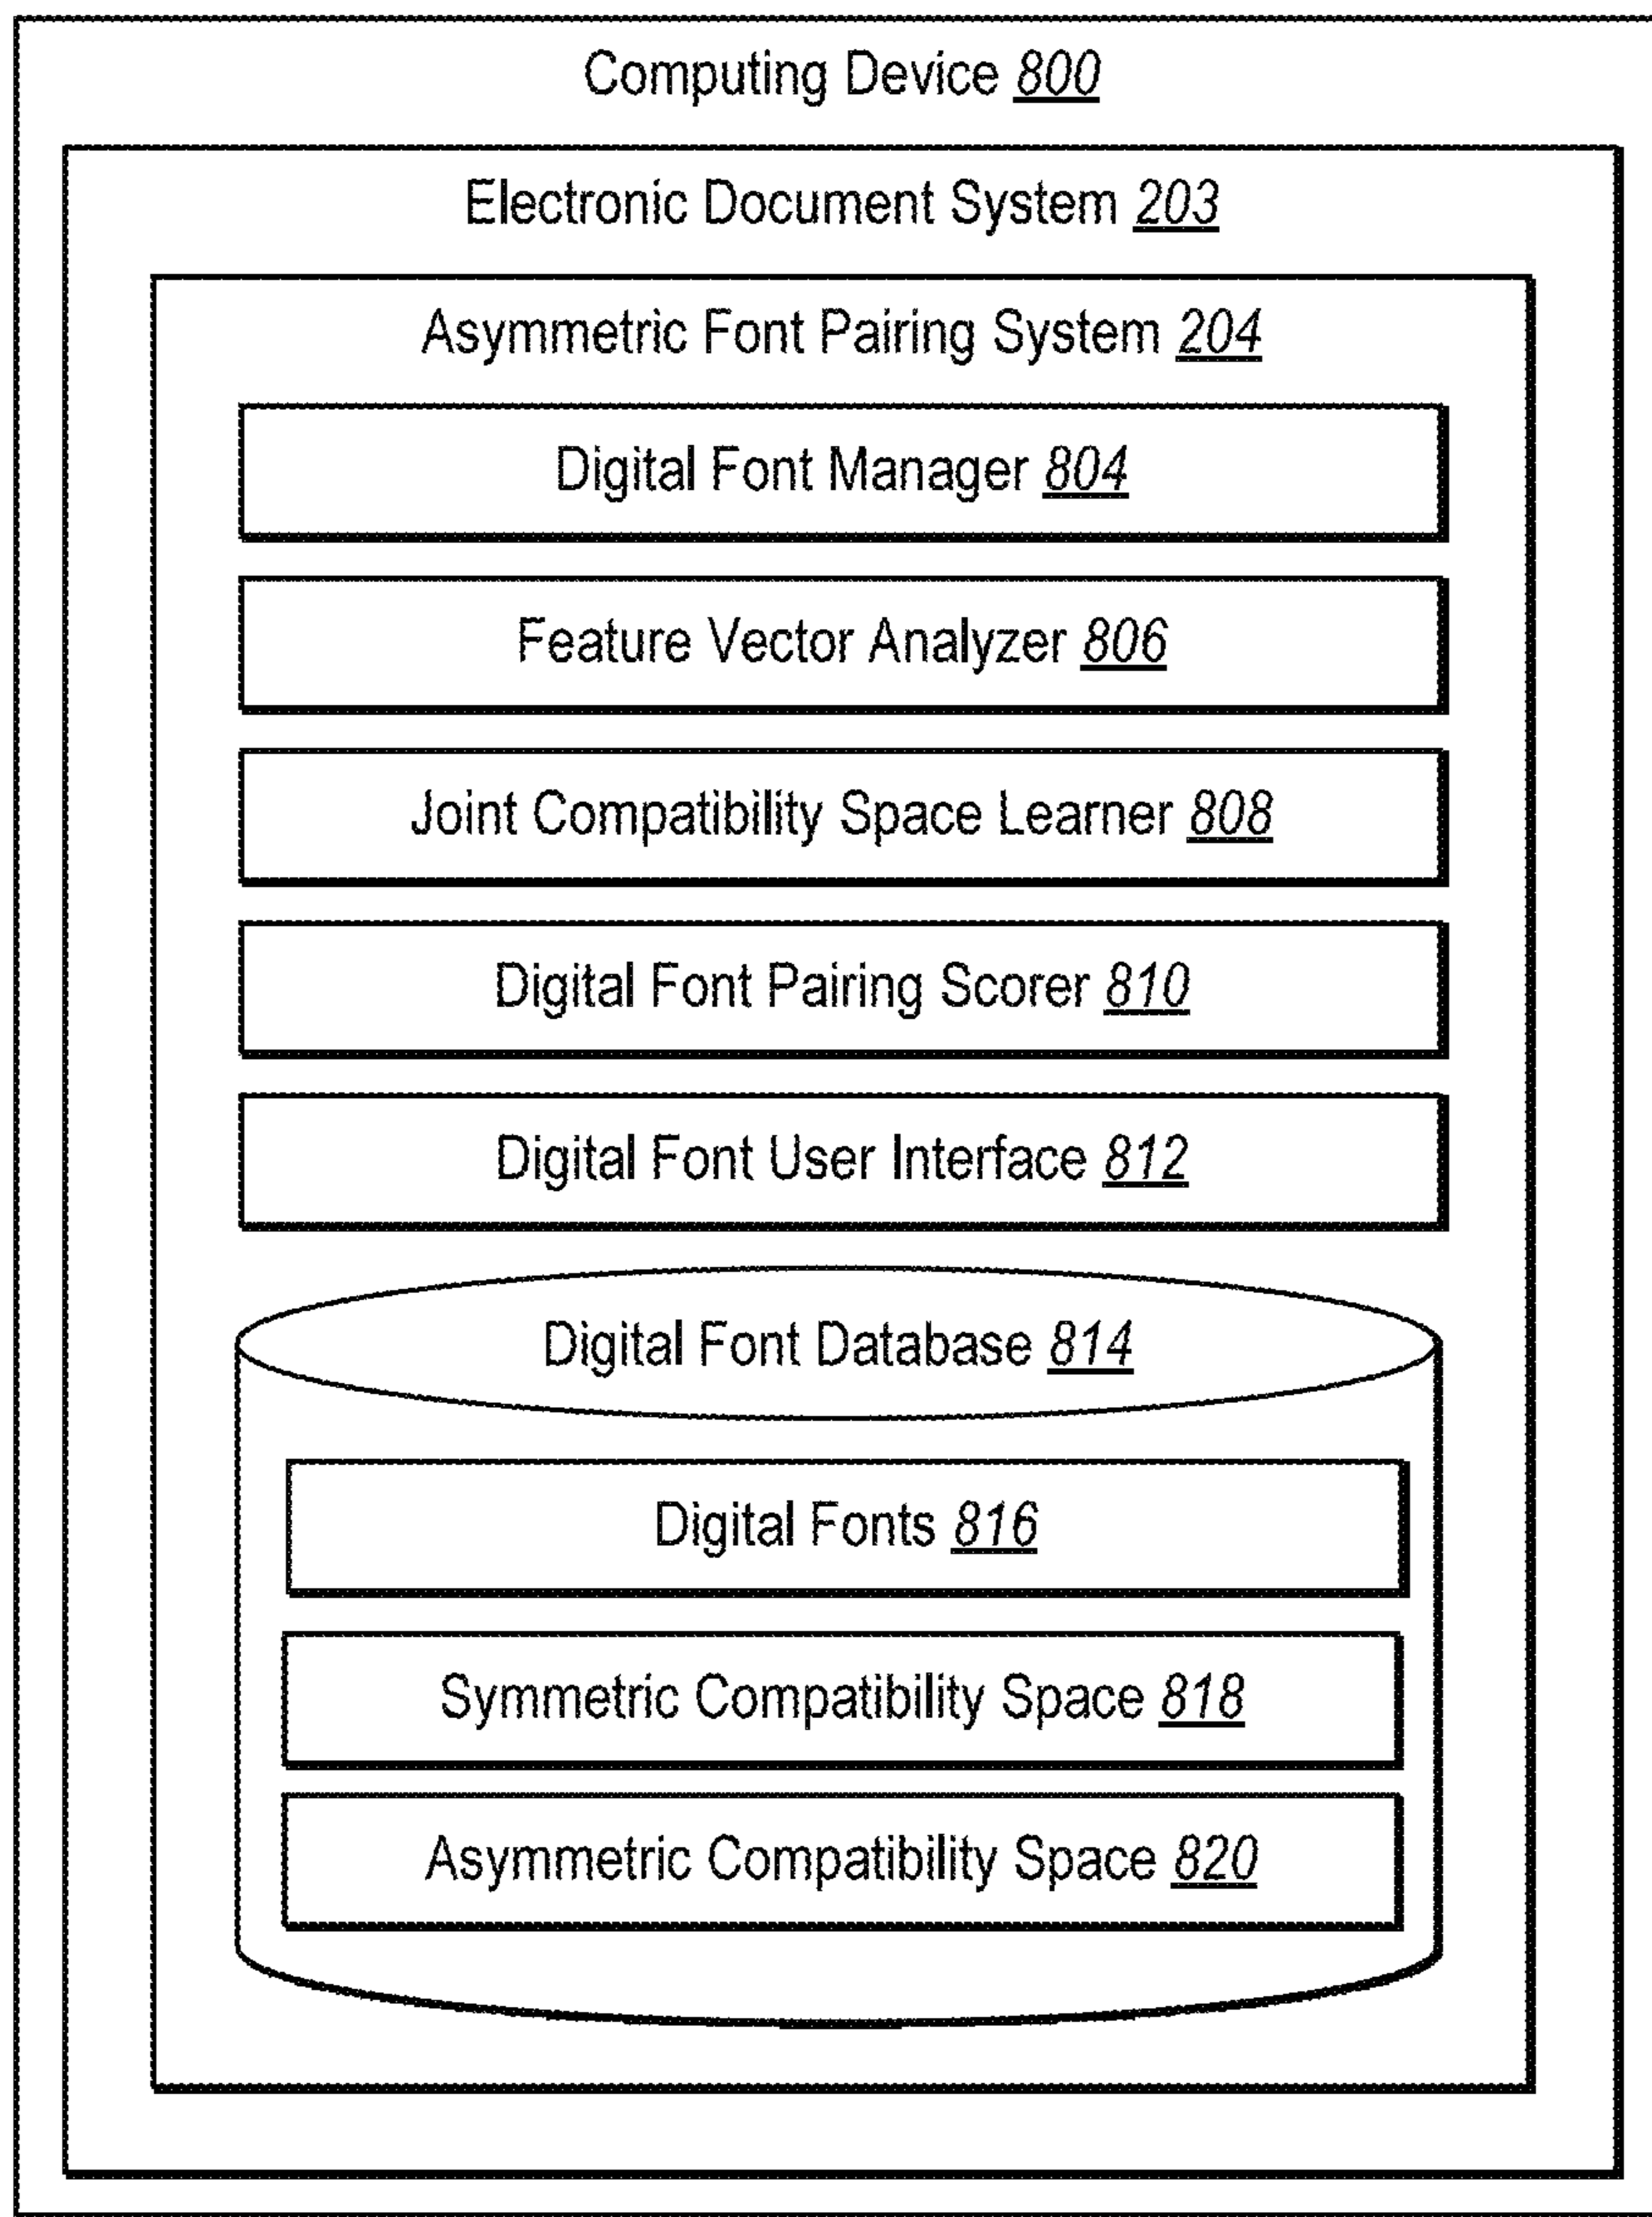 Computing Device 800
Electronic Document System 203
Asymmetric Font Pairing System 204
Digital Font Manager 804
Feature Vector Analyzer 806
Joint Compatibility Space Learner 808
Digital Font Pairing Scorer 810
Digital Font User Interface 812
Digital Font Database 814
Digital Fonts 816
Symmetric Compatibility Space 818
Asymmetric Compatibility Space 820